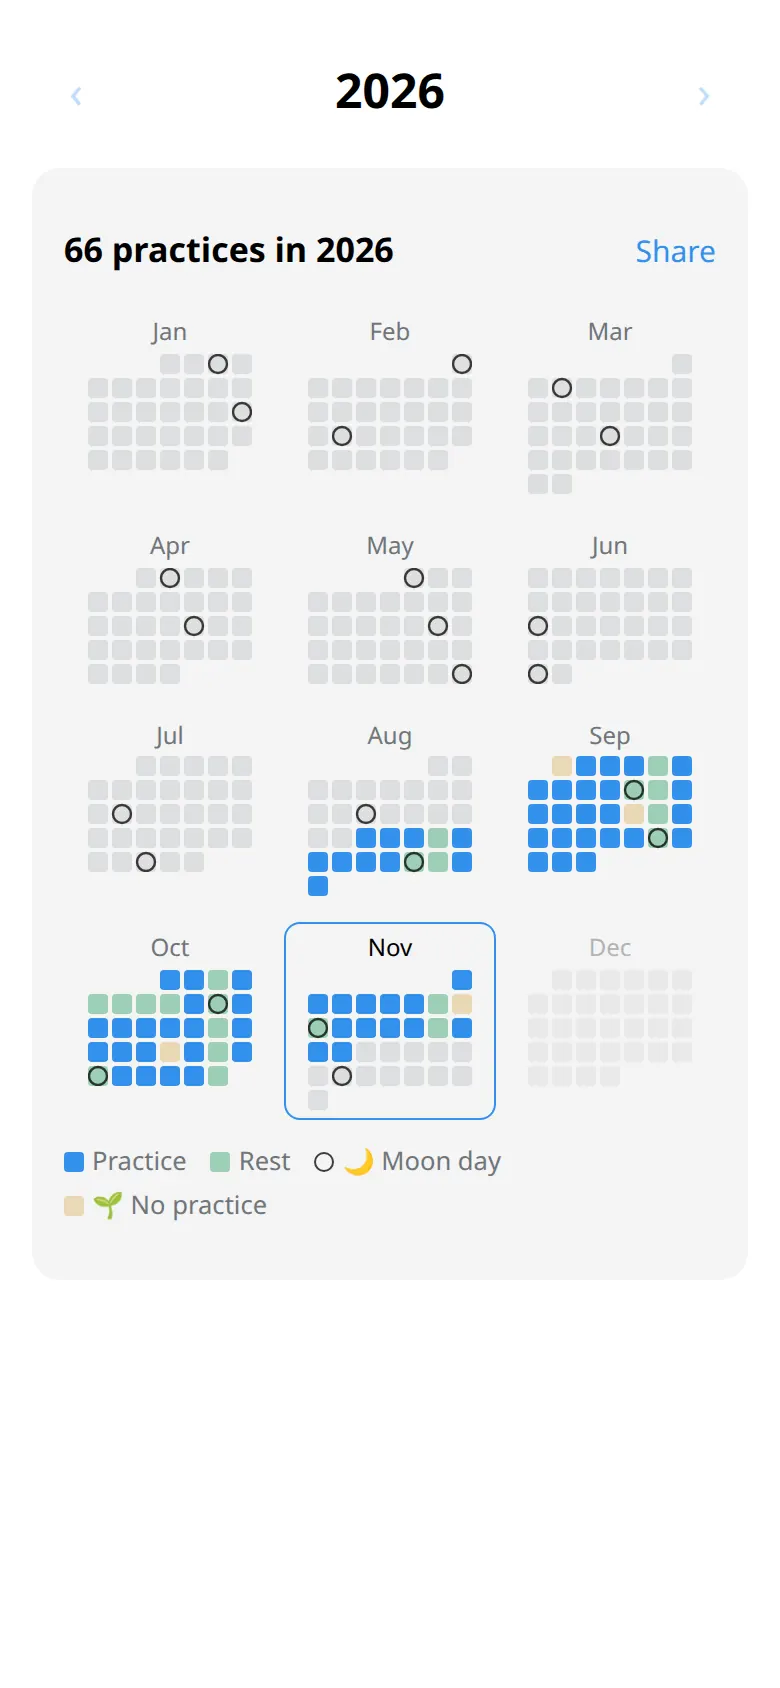 ‹ 2026 ›
66 practices in 2026 Share
Jan Feb Mar
Apr May Jun
Jul Aug Sep
Oct Nov Dec
Practice Rest 🌙 Moon day
🌱 No practice